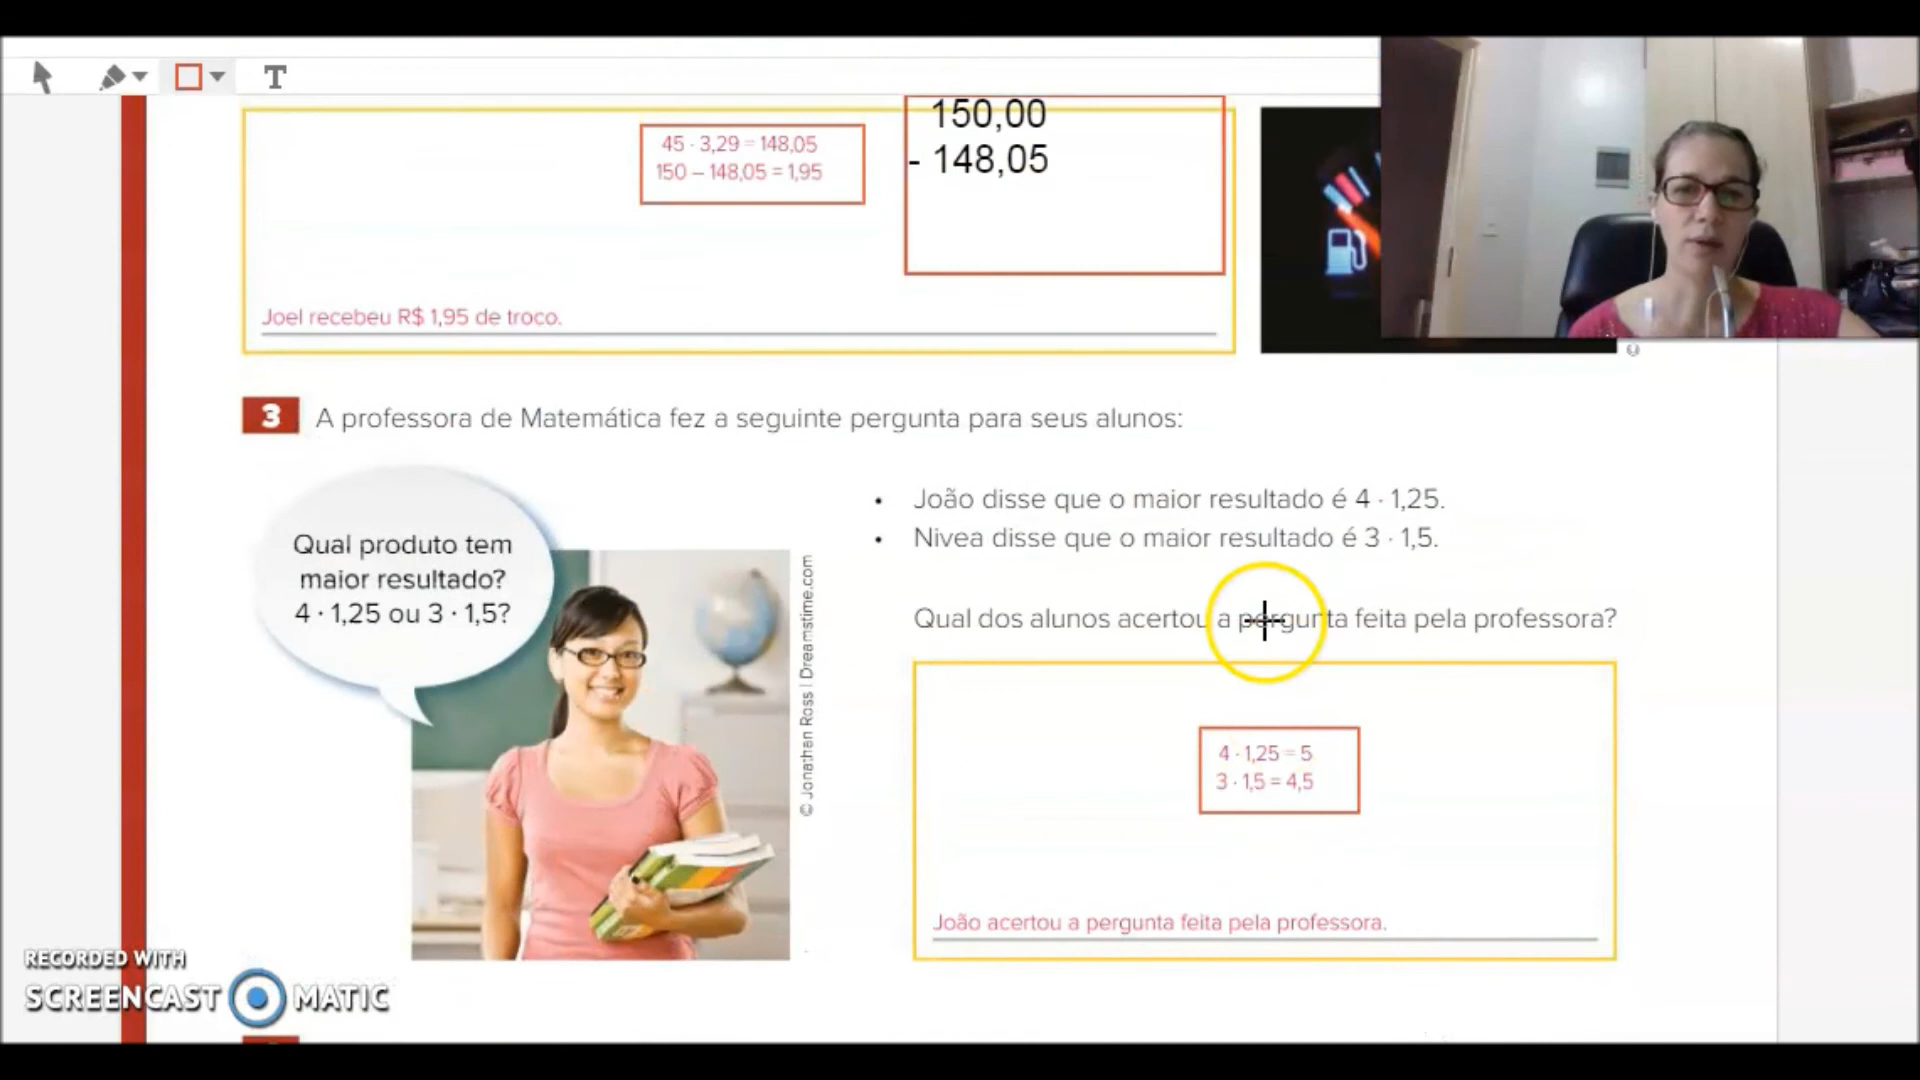 T
150,00
- 148,05
45 · 3,29 = 148,05
150 – 148,05 = 1,95
Joel recebeu R$ 1,95 de troco.
3 A professora de Matemática fez a seguinte pergunta para seus alunos:
Qual produto tem
maior resultado?
4 · 1,25 ou 3 · 1,5?
© Jonathan Ross | Dreamstime.com
• João disse que o maior resultado é 4 · 1,25.
• Nivea disse que o maior resultado é 3 · 1,5.
Qual dos alunos acertou a pergunta feita pela professora?
4 · 1,25 = 5
3 · 1,5 = 4,5
João acertou a pergunta feita pela professora.
RECORDED WITH
SCREENCAST MATIC